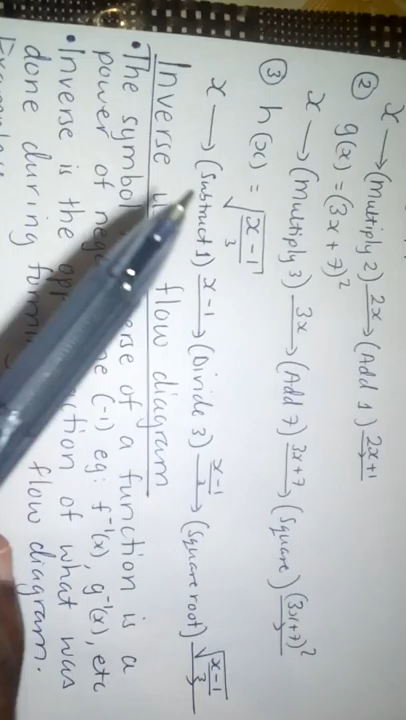 x → (multiply 2) 2x → (Add 1) 2x+1 →
② g(x) = (3x+7)²
x → (multiply 3) 3x → (Add 7) 3x+7 → (square) (3x+7)² →
③ h(x) = √(x-1)/3
x → (Subtract 1) x-1 → (Divide 3) x-1/3 → (Square root) √x-1/3 →
Inverse flow diagram
• The symbol of a function is a
power of (-1) eg: f⁻¹(x), g⁻¹(x), etc
• Inverse is the of what was
done during flow diagram.